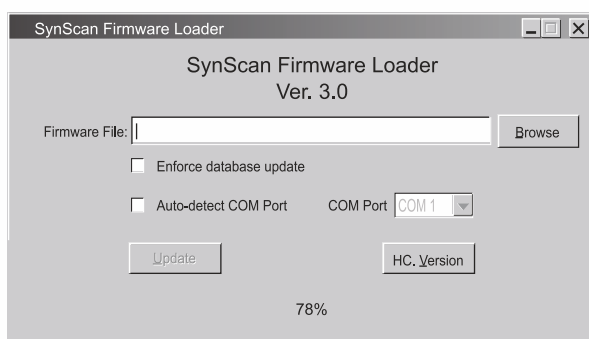 SynScan Firmware Loader
SynScan Firmware Loader
Ver. 3.0
Firmware File: Browse
Enforce database update
Auto-detect COM Port COM Port COM 1
Update HC. Version
78%